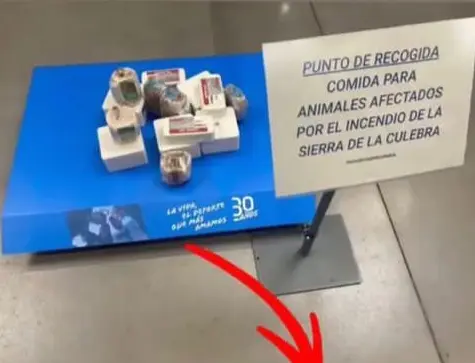 PUNTO DE RECOGIDA
COMIDA PARA
ANIMALES AFECTADOS
POR EL INCENDIO DE LA
SIERRA DE LA CULEBRA
LA VIDA,
EL DEPORTE
QUE MÁS
AMAMOS
30
AÑOS